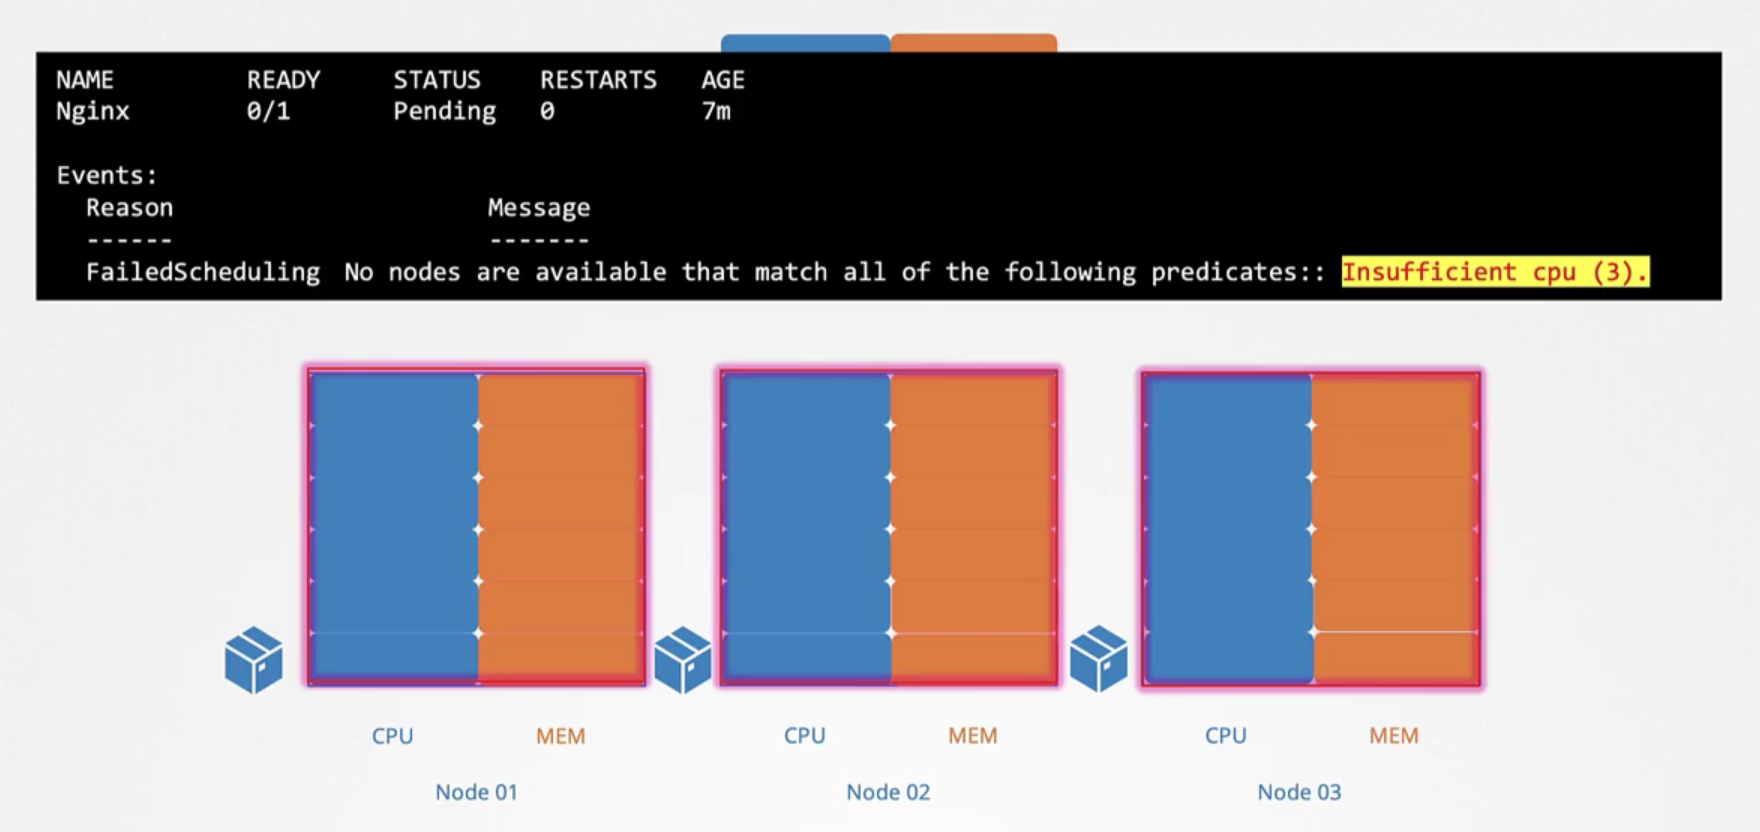 NAME READY STATUS RESTARTS AGE
Nginx 0/1 Pending 0 7m
Events:
Reason Message
------ -------
FailedScheduling No nodes are available that match all of the following predicates:: Insufficient cpu (3).
CPU MEM CPU MEM CPU MEM
Node 01 Node 02 Node 03